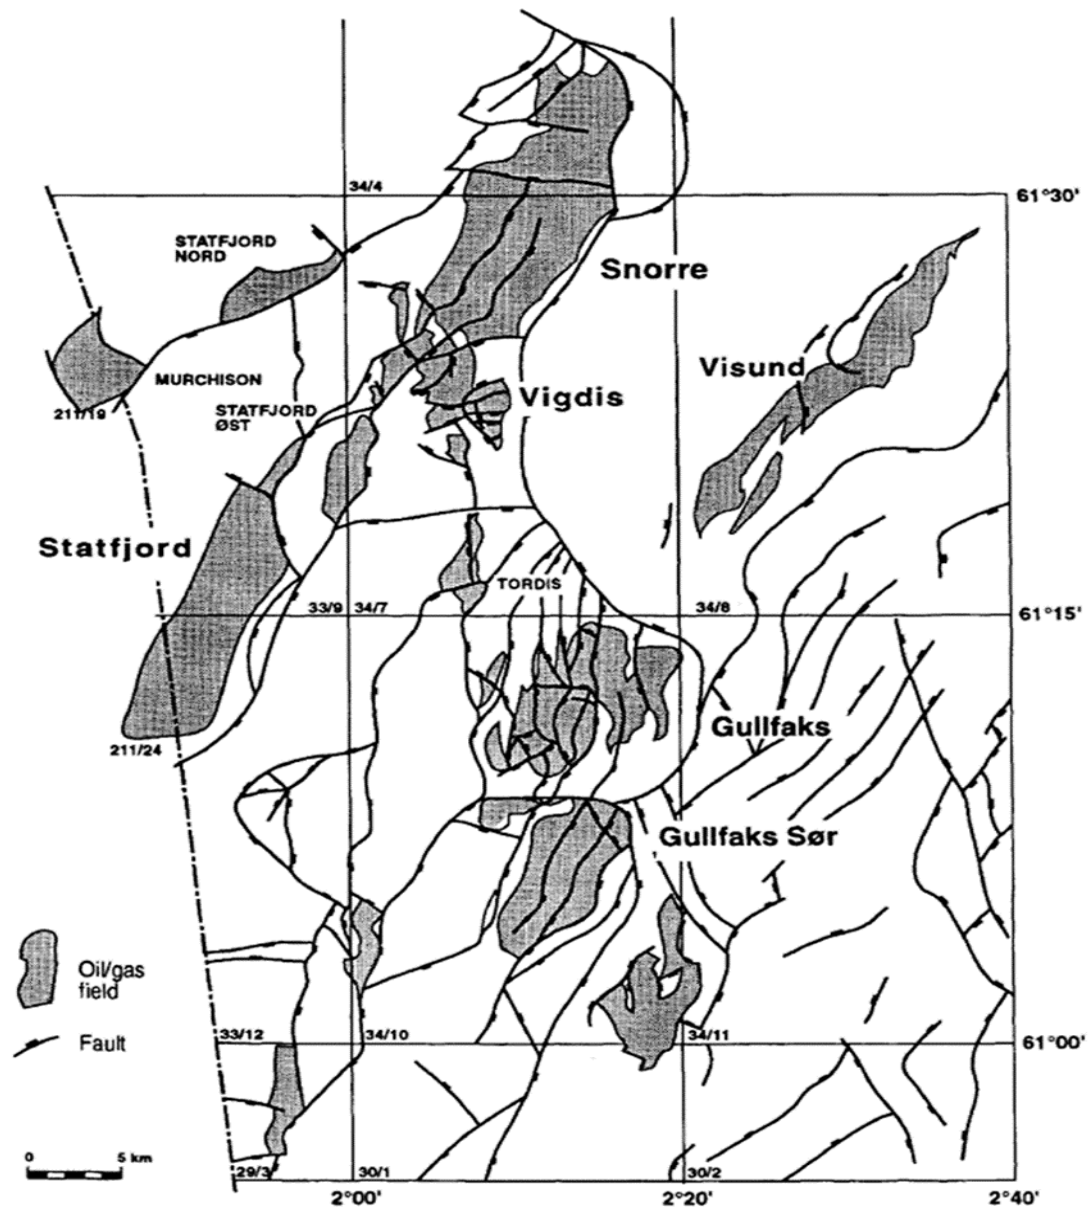 34/4
61°30'
STATFJORD
NORD
Snorre
Visund
MURCHISON
Vigdis
211/19
STATFJORD
ØST
Statfjord
TORDIS
33/9 34/7
34/8
61°15'
Gullfaks
211/24
Gullfaks Sør
Oil/gas
field
33/12
34/10
34/11
61°00'
Fault
0 5 km
29/3
30/1
30/2
2°00'
2°20'
2°40'